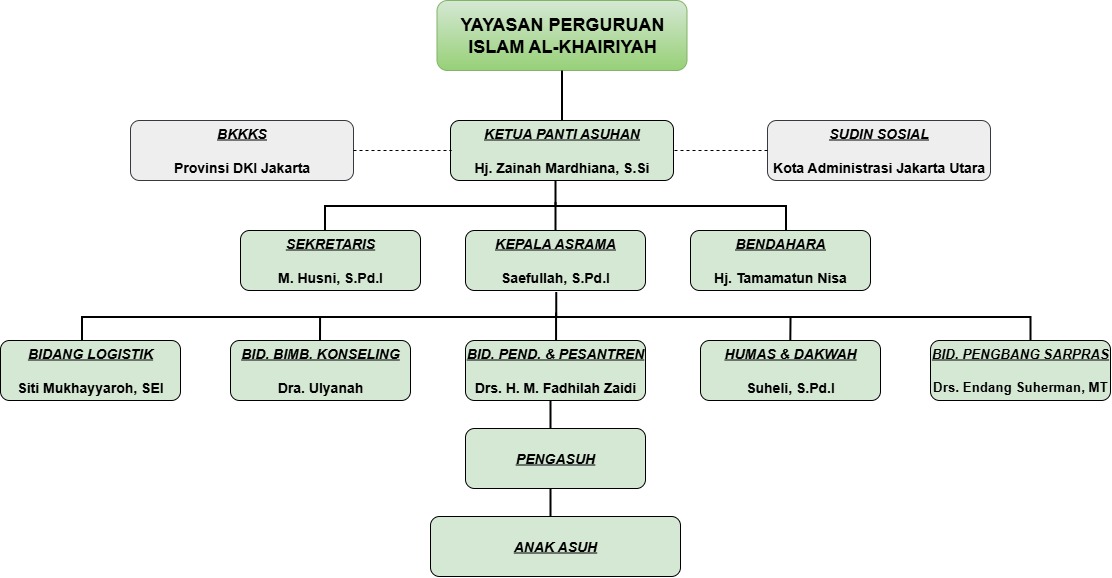 YAYASAN PERGURUAN
ISLAM AL-KHAIRIYAH
BKKKS
Provinsi DKI Jakarta
KETUA PANTI ASUHAN
Hj. Zainah Mardhiana, S.Si
SUDIN SOSIAL
Kota Administrasi Jakarta Utara
SEKRETARIS
M. Husni, S.Pd.I
KEPALA ASRAMA
Saefullah, S.Pd.I
BENDAHARA
Hj. Tamamatun Nisa
BIDANG LOGISTIK
Siti Mukhayyaroh, SEI
BID. BIMB. KONSELING
Dra. Ulyanah
BID. PEND. & PESANTREN
Drs. H. M. Fadhilah Zaidi
HUMAS & DAKWAH
Suheli, S.Pd.I
BID. PENGBANG SARPRAS
Drs. Endang Suherman, MT
PENGASUH
ANAK ASUH